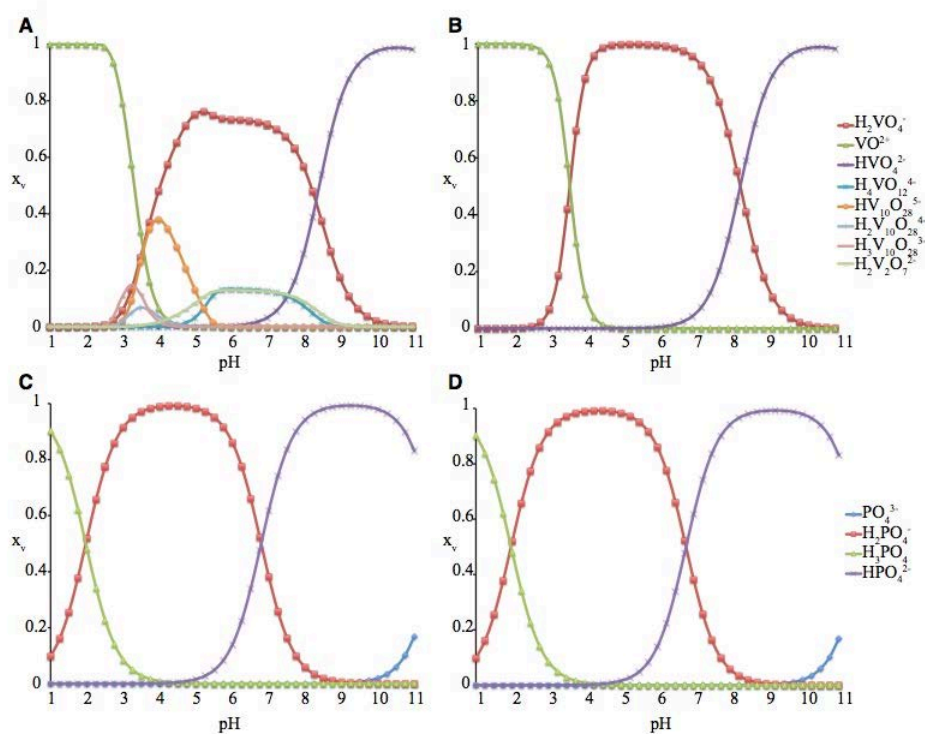 A
1
0.8
0.6
xᵥ
0.4
0.2
0
1 2 3 4 5 6 7 8 9 10 11
pH
B
1
0.8
0.6
xᵥ
0.4
0.2
0
1 2 3 4 5 6 7 8 9 10 11
pH
H₂VO₄⁻
VO²⁺
HVO₄²⁻
H₄VO₁₂⁴⁻
HV₁₀O₂₈⁵⁻
H₂V₁₀O₂₈⁴⁻
H₃V₁₀O₂₈³⁻
H₂V₂O₇²⁻
C
1
0.8
0.6
xᵥ
0.4
0.2
0
1 2 3 4 5 6 7 8 9 10 11
pH
D
1
0.8
0.6
xᵥ
0.4
0.2
0
1 2 3 4 5 6 7 8 9 10 11
pH
PO₄³⁻
H₂PO₄⁻
H₃PO₄
HPO₄²⁻